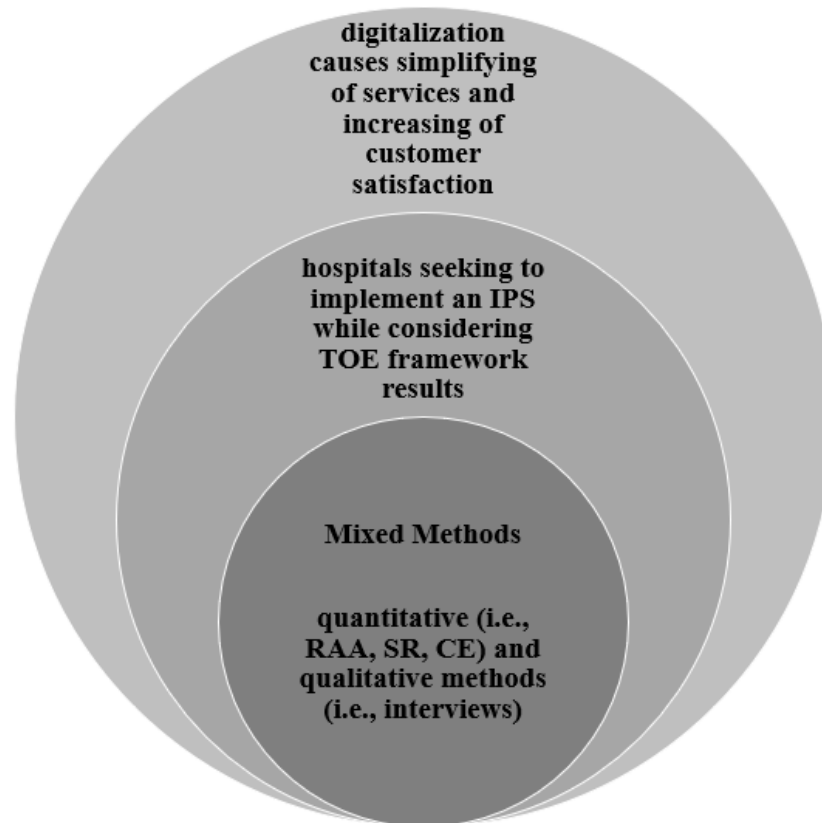 digitalization
causes simplifying
of services and
increasing of
customer
satisfaction
hospitals seeking to
implement an IPS
while considering
TOE framework
results
Mixed Methods
quantitative (i.e.,
RAA, SR, CE) and
qualitative methods
(i.e., interviews)